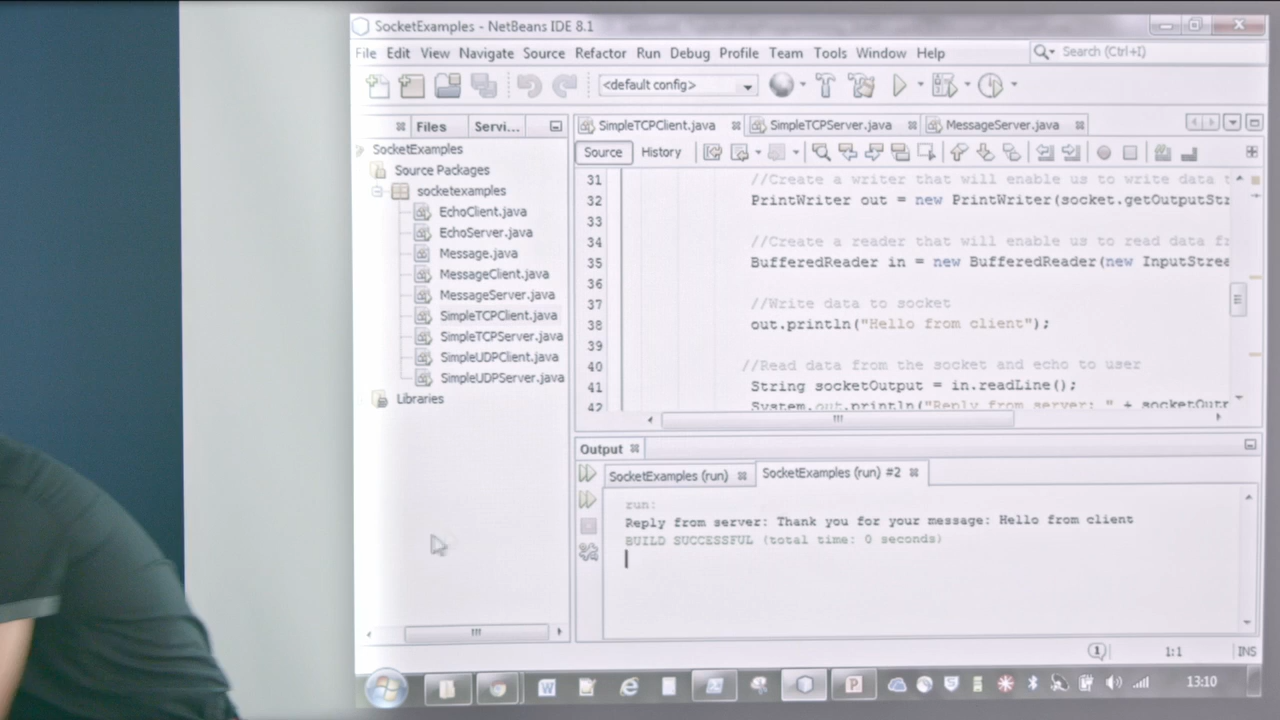 SocketExamples - NetBeans IDE 8.1
File Edit View Navigate Source Refactor Run Debug Profile Team Tools Window Help
Search (Ctrl+I)
<default config>
Files Servi...
SocketExamples
Source Packages
socketexamples
EchoClient.java
EchoServer.java
Message.java
MessageClient.java
MessageServer.java
SimpleTCPClient.java
SimpleTCPServer.java
SimpleUDPClient.java
SimpleUDPServer.java
Libraries
SimpleTCPClient.java SimpleTCPServer.java MessageServer.java
Source History
31 //Create a writer that will enable us to write data t
32 PrintWriter out = new PrintWriter(socket.getOutputStr
33
34 //Create a reader that will enable us to read data fr
35 BufferedReader in = new BufferedReader(new InputStrea
36
37 //Write data to socket
38 out.println("Hello from client");
39
40 //Read data from the socket and echo to user
41 String socketOutput = in.readLine();
42 System.out.println("Reply from server: " + socketOutp
Output
SocketExamples (run) SocketExamples (run) #2
run:
Reply from server: Thank you for your message: Hello from client
BUILD SUCCESSFUL (total time: 0 seconds)
1 1:1 INS
13:10